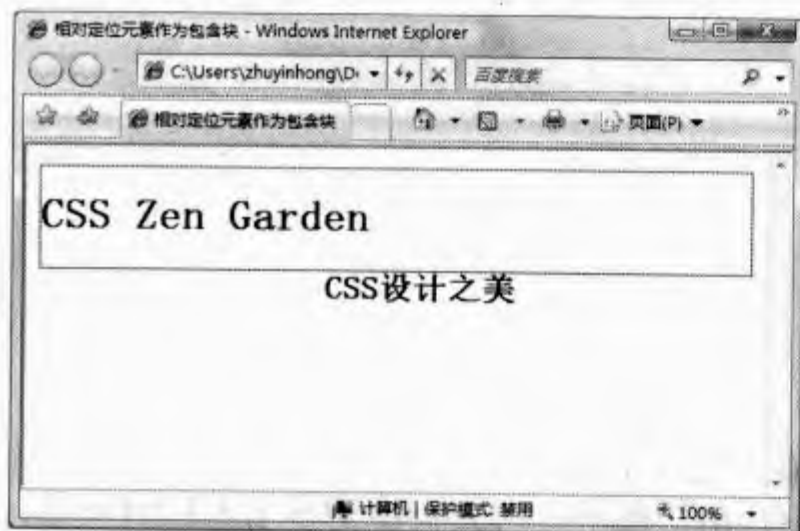 相对定位元素作为包含块 - Windows Internet Explorer
C:\Users\zhuyinhong\D 百度搜索
相对定位元素作为包含块 页面(P)
CSS Zen Garden
CSS设计之美
计算机 | 保护模式: 禁用 100%